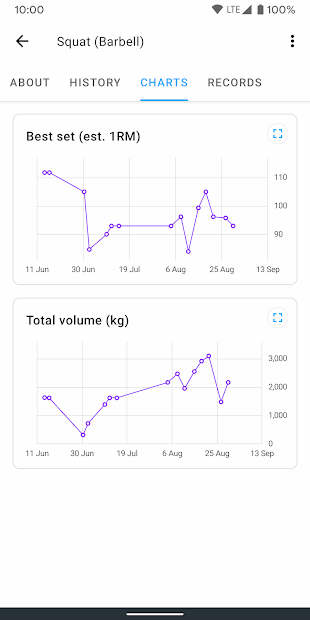 10:00 LTE 100%
Squat (Barbell)
ABOUT HISTORY CHARTS RECORDS
Best set (est. 1RM)
110
100
90
11 Jun 30 Jun 19 Jul 6 Aug 25 Aug 13 Sep
Total volume (kg)
3,000
2,000
1,000
0
11 Jun 30 Jun 19 Jul 6 Aug 25 Aug 13 Sep